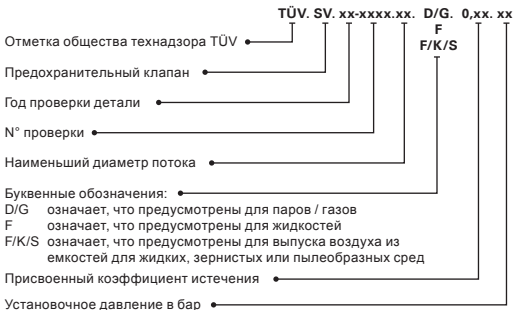 TÜV. SV. xx-xxxx.xx. D/G. 0,xx. xx
F
F/K/S
Отметка общества технадзора TÜV
Предохранительный клапан
Год проверки детали
N° проверки
Наименьший диаметр потока
Буквенные обозначения:
D/G означает, что предусмотрены для паров / газов
F означает, что предусмотрены для жидкостей
F/K/S означает, что предусмотрены для выпуска воздуха из
емкостей для жидких, зернистых или пылеобразных сред
Присвоенный коэффициент истечения
Установочное давление в бар